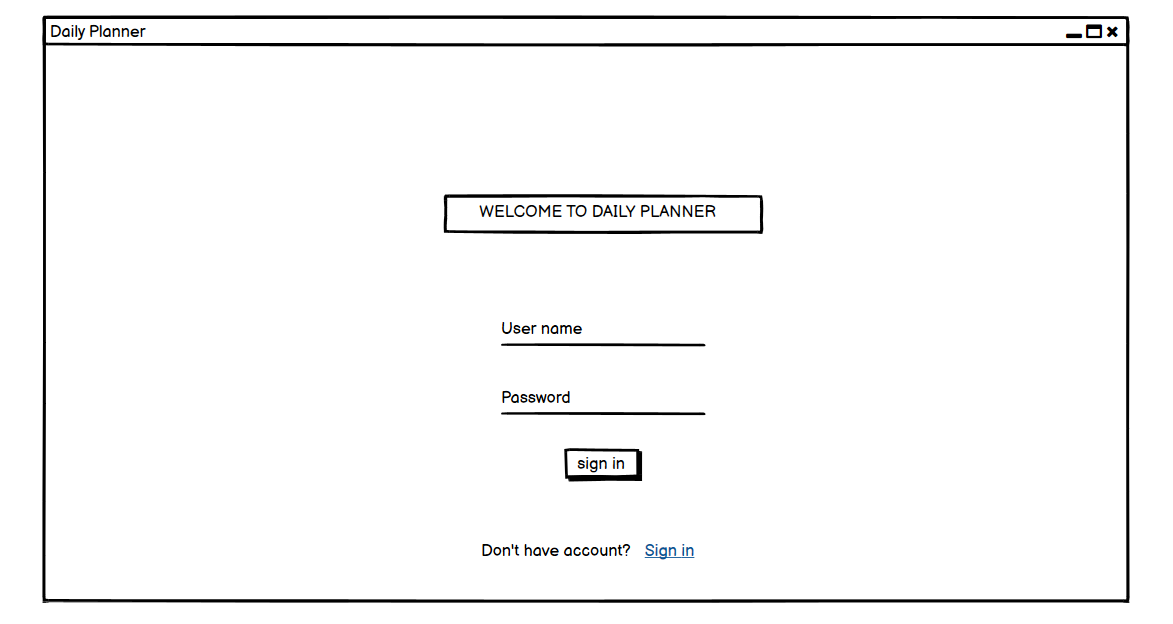 Daily Planner
WELCOME TO DAILY PLANNER
User name
Password
sign in
Don't have account? Sign in